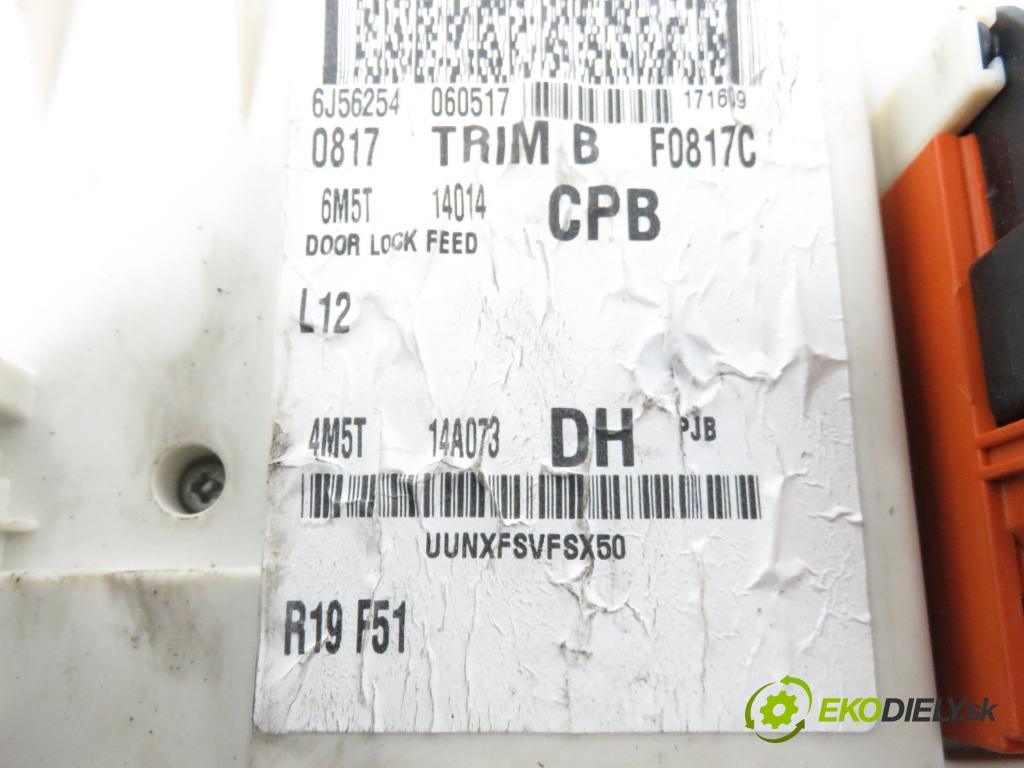 6J56254 060517 171609
0817 TRIM B F0817C
6M5T 14014 CPB
DOOR LOCK FEED
L12
4M5T 14A073 DH PJB
UUNXFSVFSX50
R19 F51
EKODIELY.sk